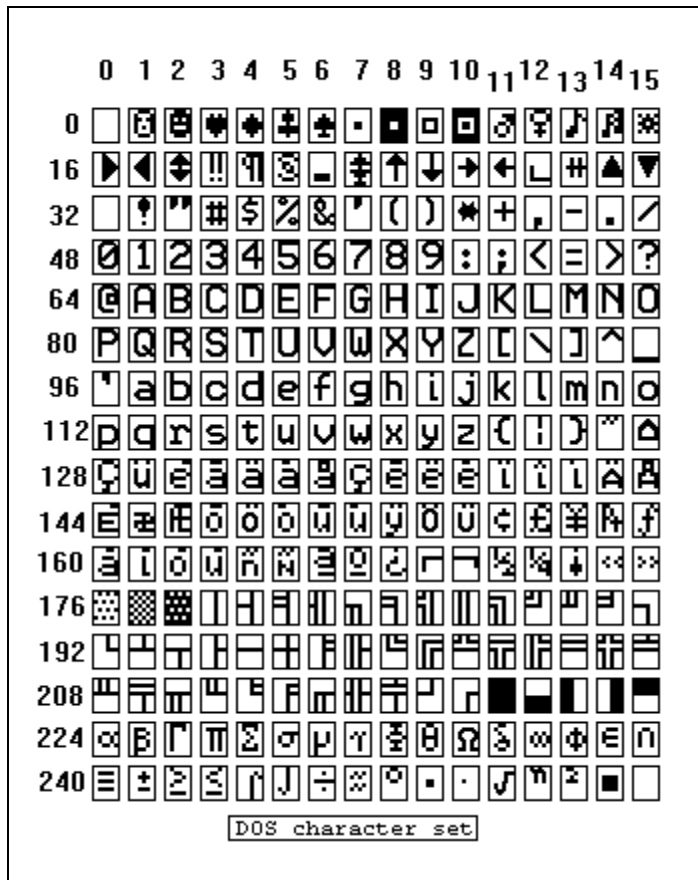 0 1 2 3 4 5 6 7 8 9 10 11 12 13 14 15
0 ☺ ☻ ♥ ♦ ♣ ♠ • ◘ ○ ◙ ♂ ♀ ♪ ♫ ☼
16 ► ◄ ↕ ‼ ¶ § ▬ ↨ ↑ ↓ → ← ∟ ↔ ▲ ▼
32 ! " # $ % & ' ( ) * + , - . /
48 0 1 2 3 4 5 6 7 8 9 : ; < = > ?
64 @ A B C D E F G H I J K L M N O
80 P Q R S T U V W X Y Z [ \ ] ^ _
96 ' a b c d e f g h i j k l m n o
112 p q r s t u v w x y z { ¦ } ~ ⌂
128 Ç ü é â ä à å ç ê ë è ï î ì Ä Å
144 É æ Æ ô ö ò û ù ÿ Ö Ü ¢ £ ¥ ₧ ƒ
160 á í ó ú ñ Ñ ª º ¿ ⌐ ¬ ½ ¼ ¡ « »
176 ░ ▒ ▓ │ ┤ ╡ ╢ ╖ ╕ ╣ ║ ╗ ╝ ╜ ╛ ┐
192 └ ┴ ┬ ├ ─ ┼ ╞ ╟ ╚ ╔ ╩ ╦ ╠ ═ ╬ ╧
208 ╨ ╤ ╥ ╙ ╘ ╒ ╓ ╫ ╪ ┘ ┌ █ ▄ ▌ ▐ ▀
224 α β Γ π Σ σ μ γ Φ θ Ω δ ∞ φ ∈ ∩
240 ≡ ± ≥ ≤ ⌠ ⌡ ÷ ≈ ° ∙ · √ ⁿ ² ■
DOS character set